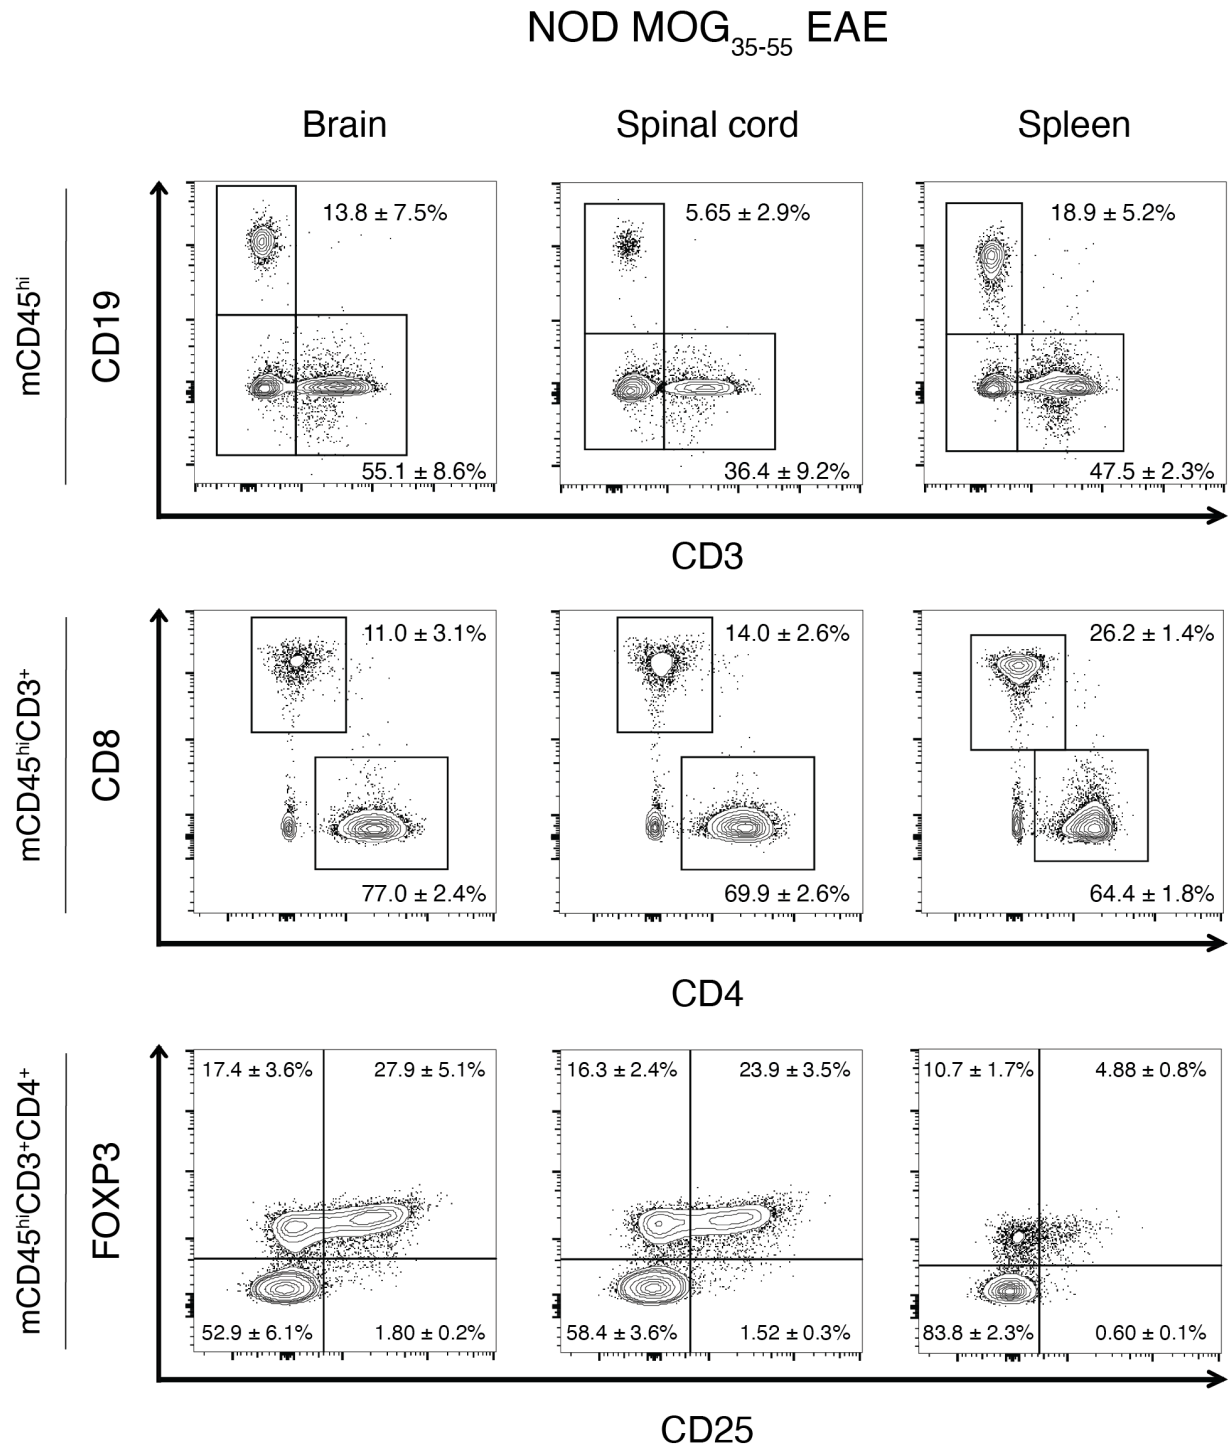 NOD MOG35-55 EAE
Brain
Spinal cord
Spleen
mCD45hi
CD19
13.8 ± 7.5%
5.65 ± 2.9%
18.9 ± 5.2%
55.1 ± 8.6%
36.4 ± 9.2%
47.5 ± 2.3%
CD3
mCD45hiCD3+
CD8
11.0 ± 3.1%
14.0 ± 2.6%
26.2 ± 1.4%
77.0 ± 2.4%
69.9 ± 2.6%
64.4 ± 1.8%
CD4
mCD45hiCD3+CD4+
FOXP3
17.4 ± 3.6%
27.9 ± 5.1%
16.3 ± 2.4%
23.9 ± 3.5%
10.7 ± 1.7%
4.88 ± 0.8%
52.9 ± 6.1%
1.80 ± 0.2%
58.4 ± 3.6%
1.52 ± 0.3%
83.8 ± 2.3%
0.60 ± 0.1%
CD25